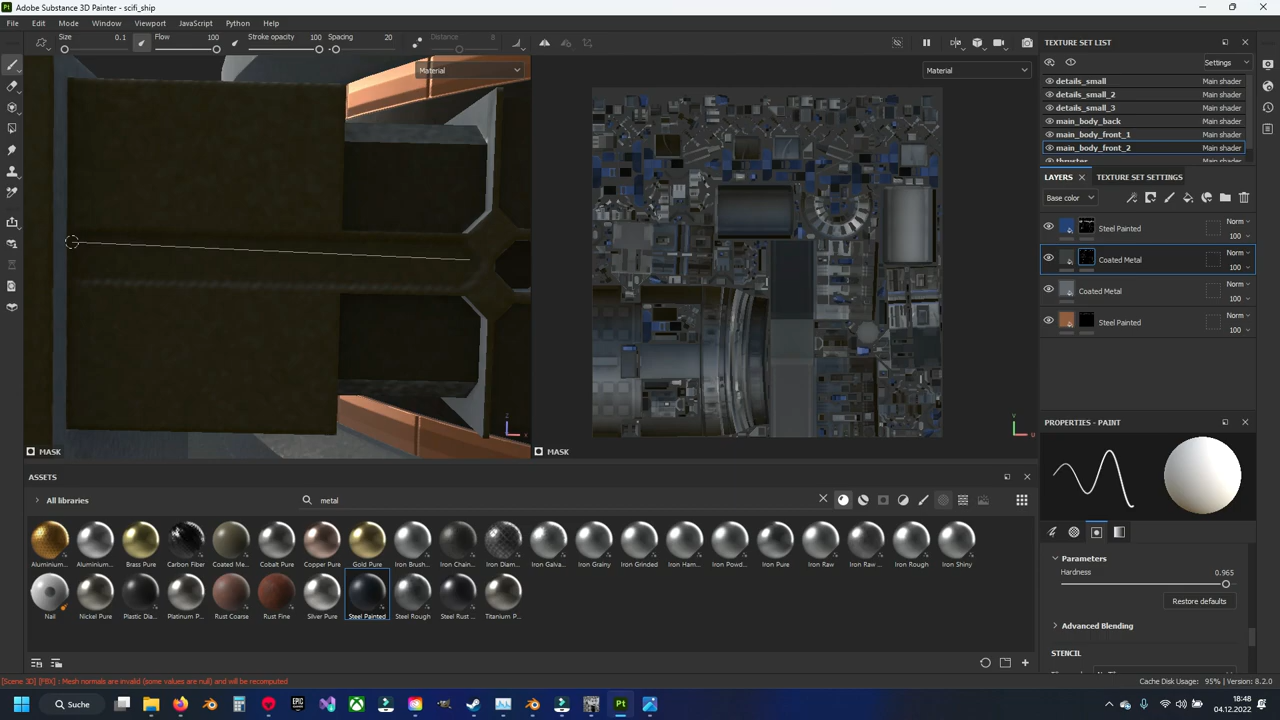 Adobe Substance 3D Painter - scifi_ship
File Edit Mode Window Viewport JavaScript Python Help
Size 0.1 Flow 100 Stroke opacity 100 Spacing 20 Distance 8
Material
Material
MASK
MASK
TEXTURE SET LIST
Settings
details_small Main shader
details_small_2 Main shader
details_small_3 Main shader
main_body_back Main shader
main_body_front_1 Main shader
main_body_front_2 Main shader
thruster Main shader
LAYERS TEXTURE SET SETTINGS
Base color
Steel Painted Norm 100
Coated Metal Norm 100
Coated Metal Norm 100
Steel Painted Norm 100
PROPERTIES - PAINT
Parameters
Hardness 0.965
Restore defaults
Advanced Blending
STENCIL
ASSETS
All libraries metal
Aluminium... Aluminium... Brass Pure Carbon Fiber Coated Me... Cobalt Pure Copper Pure Gold Pure Iron Brush... Iron Chain... Iron Diam... Iron Galva... Iron Grainy Iron Grinded Iron Ham... Iron Powd... Iron Pure Iron Raw Iron Raw ... Iron Rough Iron Shiny
Nail Nickel Pure Plastic Dia... Platinum P... Rust Coarse Rust Fine Silver Pure Steel Painted Steel Rough Steel Rust ... Titanium P...
[Scene 3D] [FBX] : Mesh normals are invalid (some values are null) and will be recomputed
Cache Disk Usage: 95% | Version: 8.2.0
Suche
18:48
04.12.2022